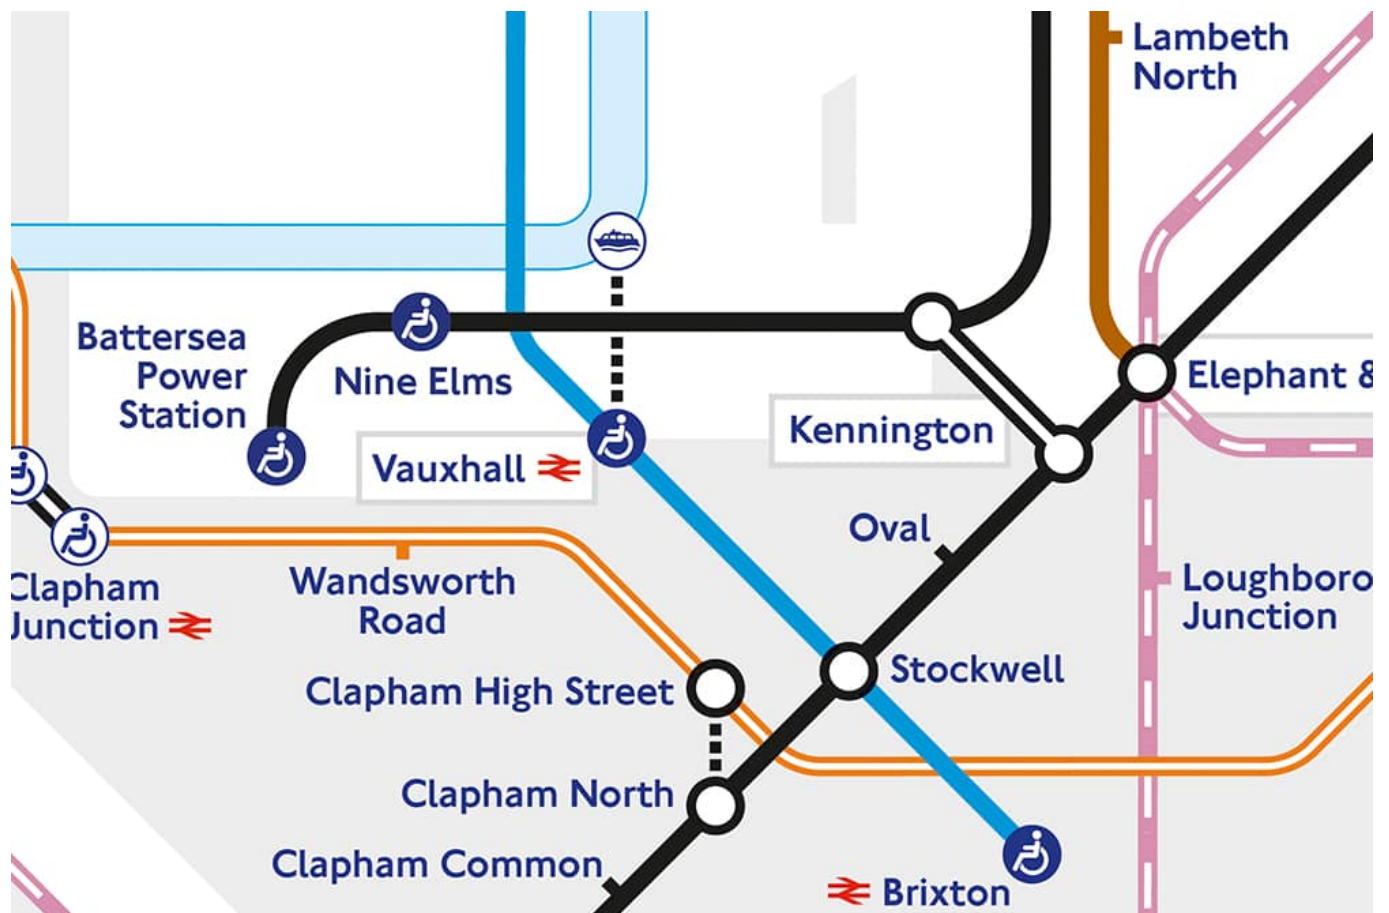 Lambeth
North
Battersea
Power
Station
Nine Elms
Elephant &
Kennington
Vauxhall
Oval
Clapham
Junction
Wandsworth
Road
Loughboro
Junction
Stockwell
Clapham High Street
Clapham North
Clapham Common
Brixton